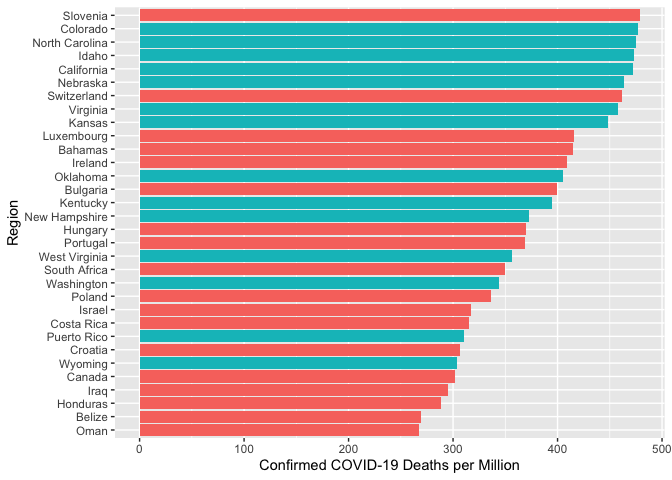 Slovenia
Colorado
North Carolina
Idaho
California
Nebraska
Switzerland
Virginia
Kansas
Luxembourg
Bahamas
Ireland
Oklahoma
Bulgaria
Kentucky
New Hampshire
Hungary
Portugal
West Virginia
South Africa
Washington
Poland
Israel
Costa Rica
Puerto Rico
Croatia
Wyoming
Canada
Iraq
Honduras
Belize
Oman
Region
0 100 200 300 400 500
Confirmed COVID-19 Deaths per Million